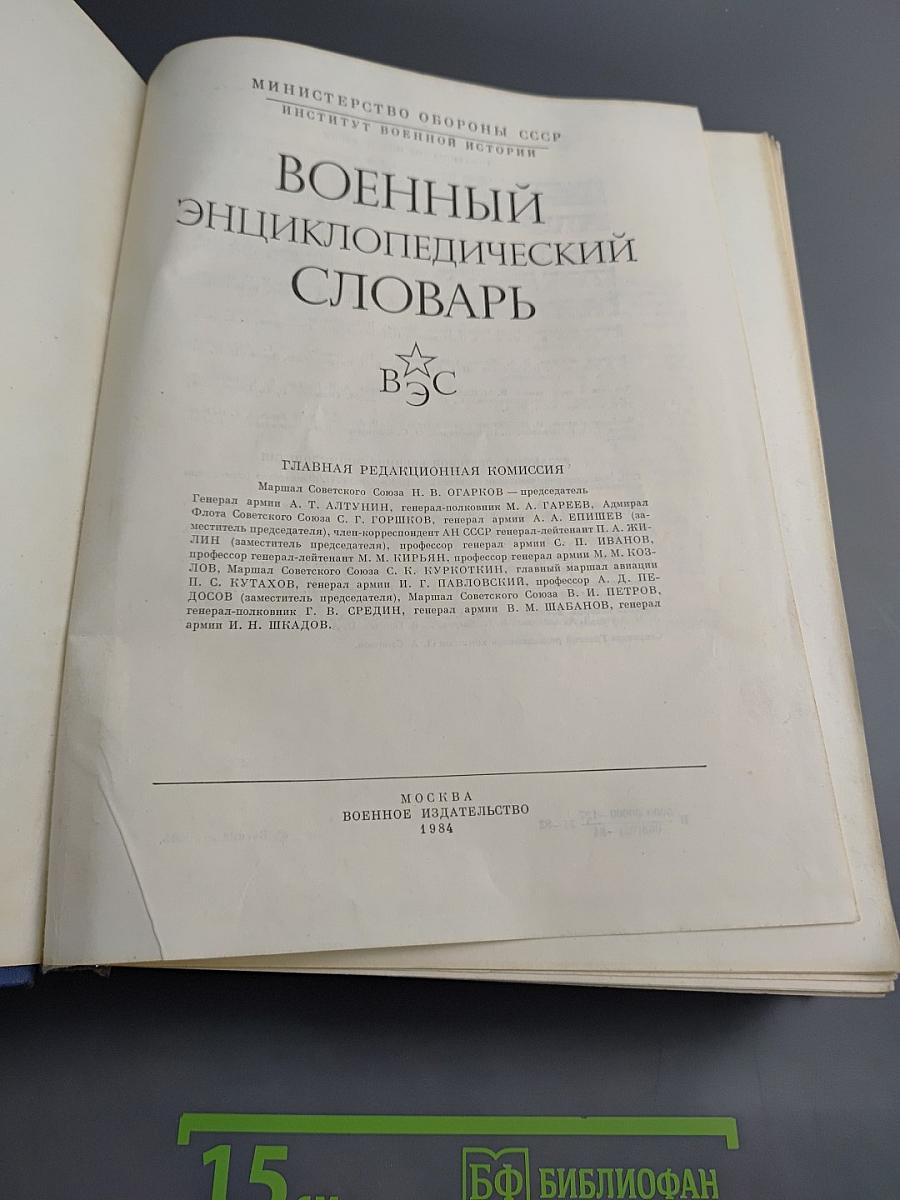 МИНИСТЕРСТВО ОБОРОНЫ СССР
ИНСТИТУТ ВОЕННОЙ ИСТОРИИ
ВОЕННЫЙ
ЭНЦИКЛОПЕДИЧЕСКИЙ
СЛОВАРЬ
ВЭС
ГЛАВНАЯ РЕДАКЦИОННАЯ КОМИССИЯ
Маршал Советского Союза Н. В. ОГАРКОВ — председатель
Генерал армии А. Т. АЛТУНИН, генерал-полковник М. А. ГАРЕЕВ, Адмирал
Флота Советского Союза С. Г. ГОРШКОВ, генерал армии А. А. ЕПИШЕВ (за-
меститель председателя), член-корреспондент АН СССР генерал-лейтенант П. А. ЖИ-
ЛИН (заместитель председателя), профессор генерал армии С. П. ИВАНОВ,
профессор генерал-лейтенант М. М. КИРЬЯН, профессор генерал армии М. М. КОЗ-
ЛОВ, Маршал Советского Союза С. К. КУРКОТКИН, главный маршал авиации
П. С. КУТАХОВ, генерал армии И. Г. ПАВЛОВСКИЙ, профессор А. Д. ПЕ-
ДОСОВ (заместитель председателя), Маршал Советского Союза В. И. ПЕТРОВ,
генерал-полковник Г. В. СРЕДИН, генерал армии В. М. ШАБАНОВ, генерал
армии И. Н. ШКАДОВ.
МОСКВА
ВОЕННОЕ ИЗДАТЕЛЬСТВО
1984
15 см
БФ БИБЛИОФАН